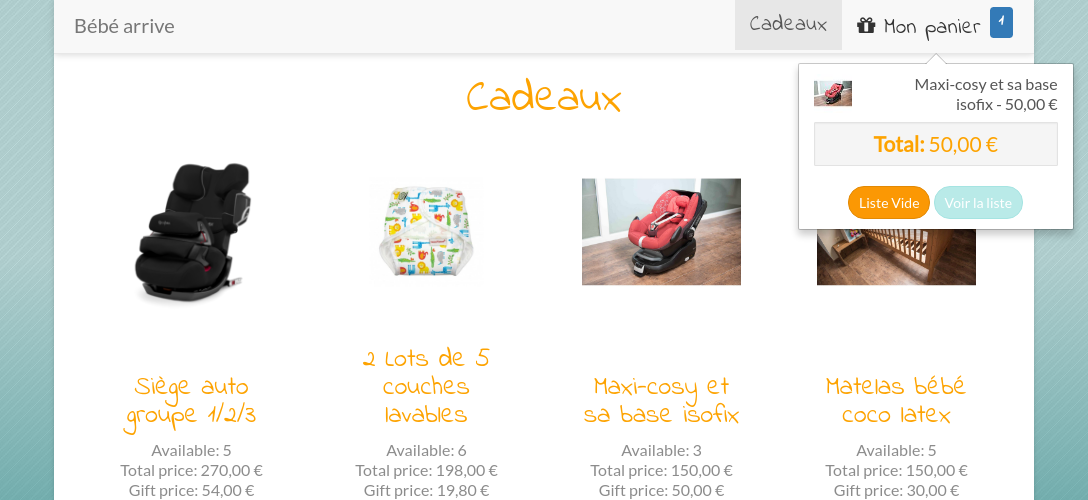 Bébé arrive
Cadeaux
Mon panier 1
Maxi-cosy et sa base
isofix - 50,00 €
Total: 50,00 €
Liste Vide
Voir la liste
Cadeaux
Siège auto
groupe 1/2/3
Available: 5
Total price: 270,00 €
Gift price: 54,00 €
2 Lots de 5
couches
lavables
Available: 6
Total price: 198,00 €
Gift price: 19,80 €
Maxi-cosy et
sa base isofix
Available: 3
Total price: 150,00 €
Gift price: 50,00 €
Matelas bébé
coco latex
Available: 5
Total price: 150,00 €
Gift price: 30,00 €